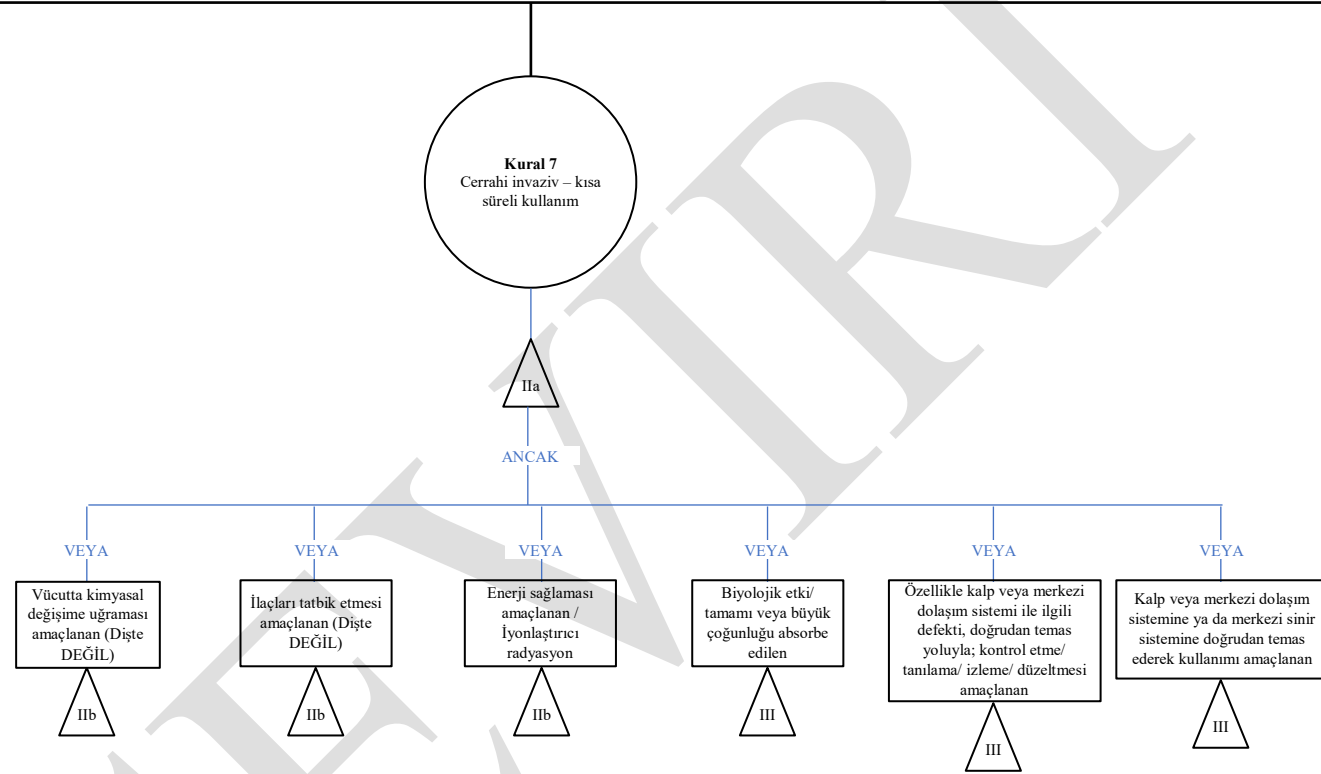 Kural 7
Cerrahi invaziv – kısa
süreli kullanım
IIa
ANCAK
VEYA
VEYA
VEYA
VEYA
VEYA
VEYA
Vücutta kimyasal
değişime uğraması
amaçlanan (Dişte
DEĞİL)
IIb
İlaçları tatbik etmesi
amaçlanan (Dişte
DEĞİL)
IIb
Enerji sağlaması
amaçlanan /
İyonlaştırıcı
radyasyon
IIb
Biyolojik etki/
tamamı veya büyük
çoğunluğu absorbe
edilen
III
Özellikle kalp veya merkezi
dolaşım sistemi ile ilgili
defekti, doğrudan temas
yoluyla; kontrol etme/
tanılama/ izleme/ düzeltmesi
amaçlanan
III
Kalp veya merkezi dolaşım
sistemine ya da merkezi sinir
sistemine doğrudan temas
ederek kullanımı amaçlanan
III
EVİRİ